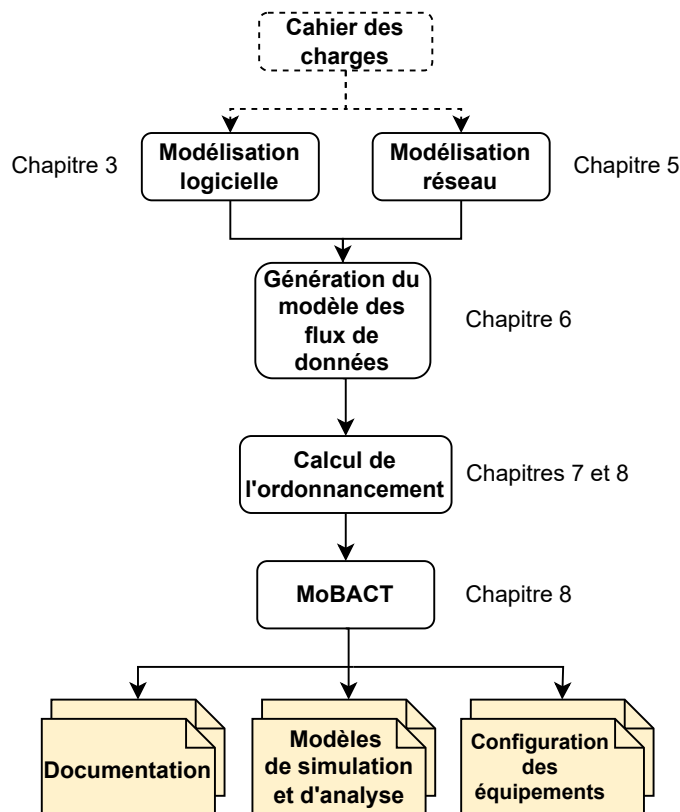 Cahier des
charges
Chapitre 3
Modélisation
logicielle
Modélisation
réseau
Chapitre 5
Génération du
modèle des
flux de
données
Chapitre 6
Calcul de
l'ordonnancement
Chapitres 7 et 8
MoBACT
Chapitre 8
Documentation
Modèles
de simulation
et d'analyse
Configuration
des
équipements